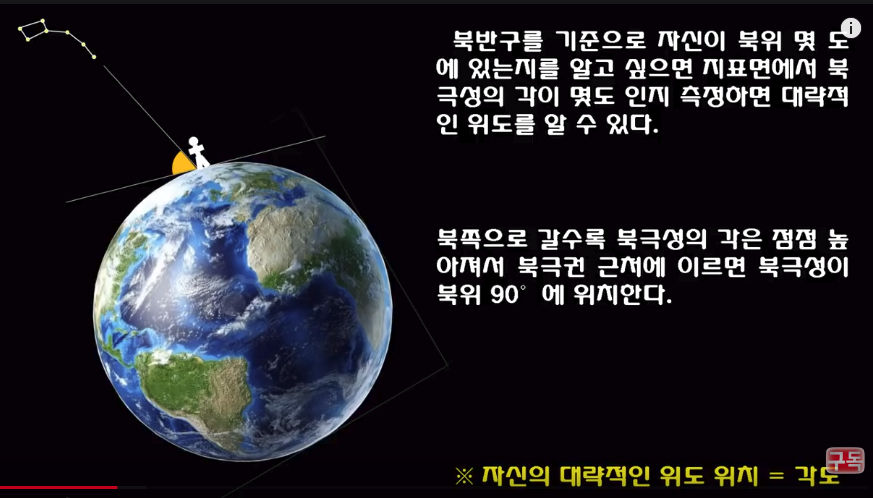 북반구를 기준으로 자신이 북위 몇 도
에 있는지를 알고 싶으면 지표면에서 북
극성의 각이 몇도 인지 측정하면 대략적
인 위도를 알 수 있다.
북쪽으로 갈수록 북극성의 각은 점점 높
아져서 북극권 근처에 이르면 북극성이
북위 90° 에 위치한다.
구독
※ 자신의 대략적인 위도 위치 = 각도